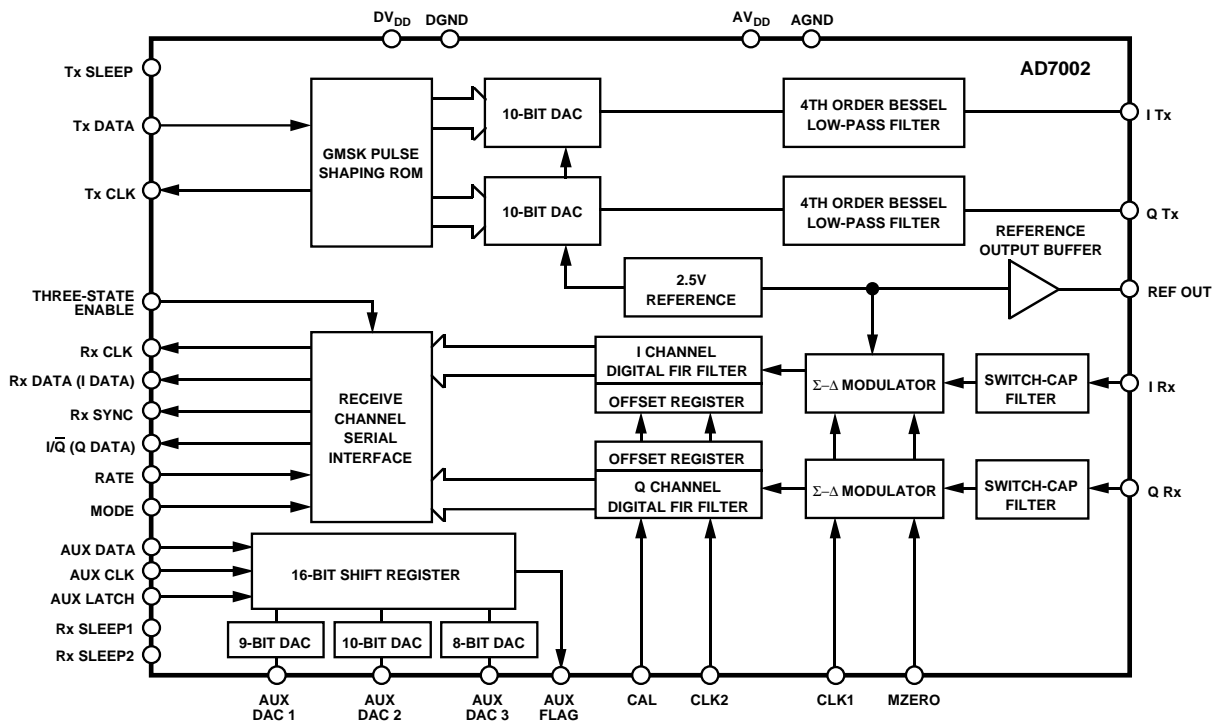 DVDD DGND AVDD AGND
AD7002
Tx SLEEP
Tx DATA
Tx CLK
GMSK PULSE
SHAPING ROM
10-BIT DAC
4TH ORDER BESSEL
LOW-PASS FILTER
I Tx
10-BIT DAC
4TH ORDER BESSEL
LOW-PASS FILTER
Q Tx
REFERENCE
OUTPUT BUFFER
2.5V
REFERENCE
REF OUT
THREE-STATE
ENABLE
Rx CLK
Rx DATA (I DATA)
Rx SYNC
I/Q̅ (Q DATA)
RATE
MODE
RECEIVE
CHANNEL
SERIAL
INTERFACE
I CHANNEL
DIGITAL FIR FILTER
OFFSET REGISTER
Σ–Δ MODULATOR
SWITCH-CAP
FILTER
I Rx
OFFSET REGISTER
Q CHANNEL
DIGITAL FIR FILTER
Σ–Δ MODULATOR
SWITCH-CAP
FILTER
Q Rx
AUX DATA
AUX CLK
AUX LATCH
Rx SLEEP1
Rx SLEEP2
16-BIT SHIFT REGISTER
9-BIT DAC
10-BIT DAC
8-BIT DAC
AUX
DAC 1
AUX
DAC 2
AUX
DAC 3
AUX
FLAG
CAL
CLK2
CLK1
MZERO